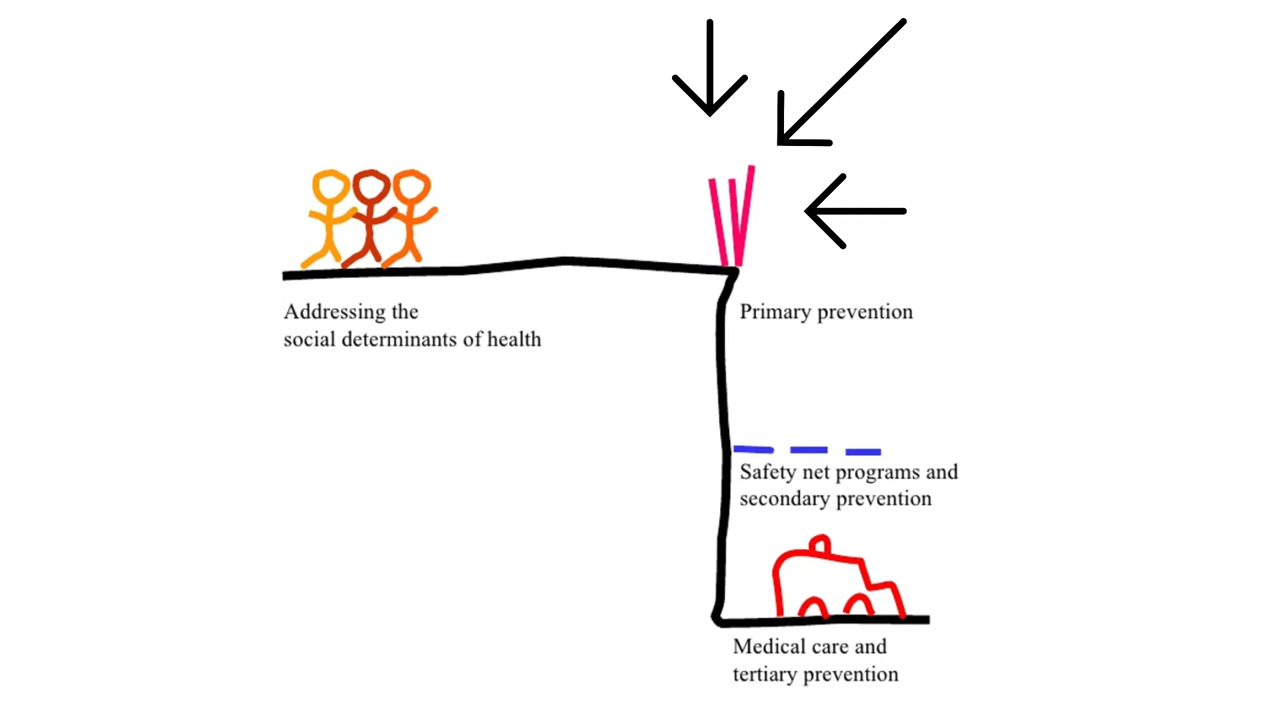 Addressing the
social determinants of health
Primary prevention
Safety net programs and
secondary prevention
Medical care and
tertiary prevention